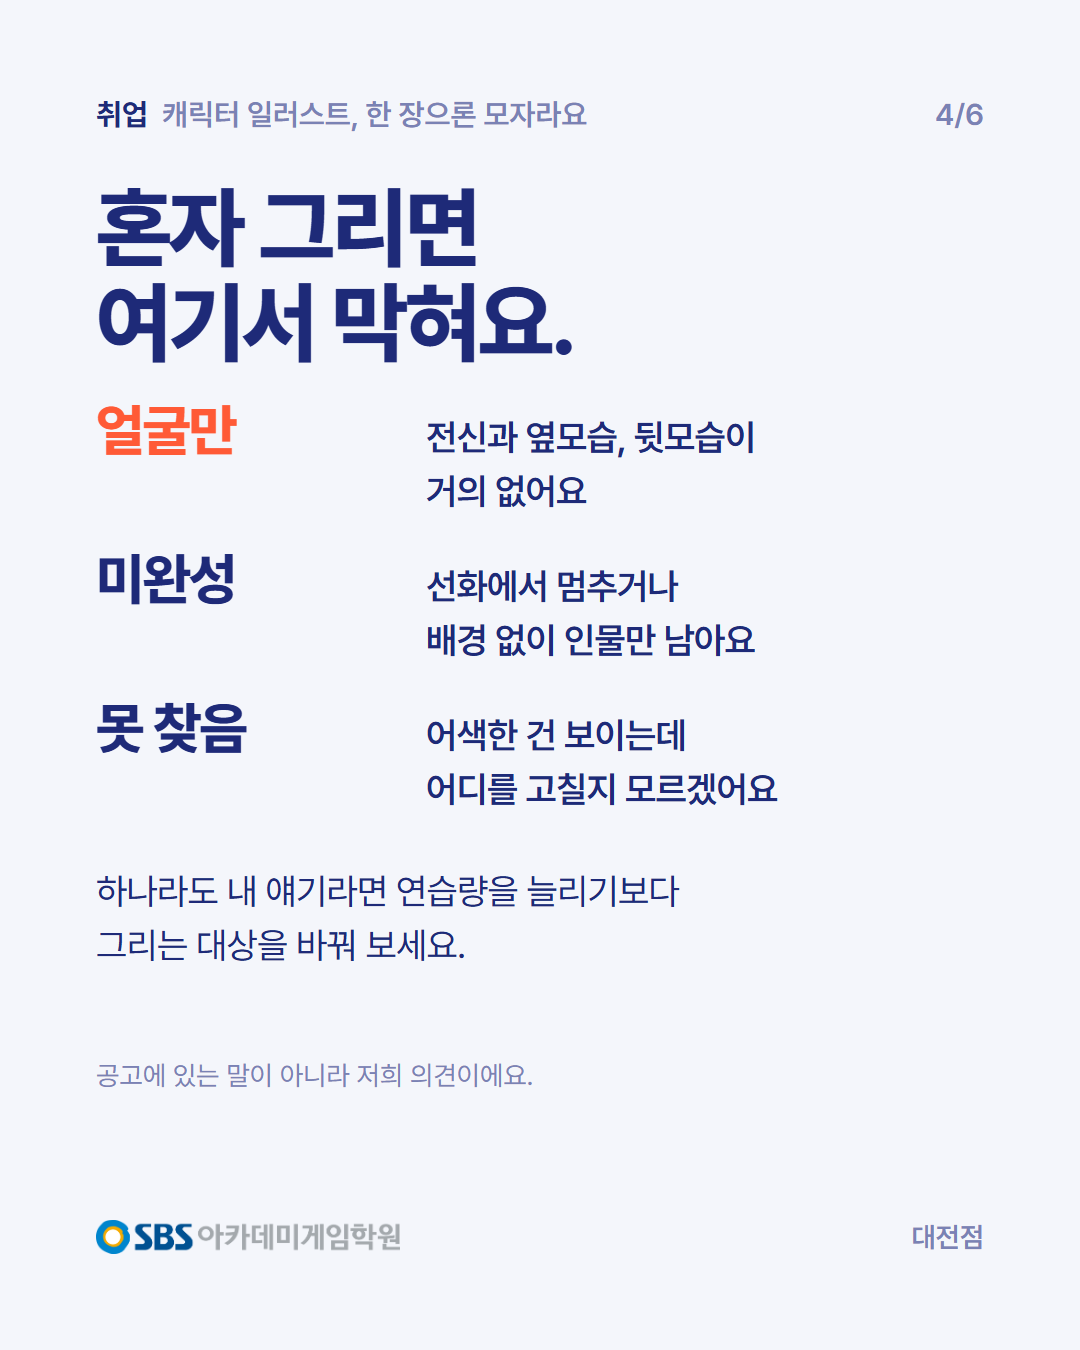 취업 캐릭터 일러스트, 한 장으론 모자라요
4/6
혼자 그리면
여기서 막혀요.
얼굴만
전신과 옆모습, 뒷모습이
거의 없어요
미완성
선화에서 멈추거나
배경 없이 인물만 남아요
못 찾음
어색한 건 보이는데
어디를 고칠지 모르겠어요
하나라도 내 얘기라면 연습량을 늘리기보다
그리는 대상을 바꿔 보세요.
공고에 있는 말이 아니라 저희 의견이에요.
SBS 아카데미게임학원
대전점